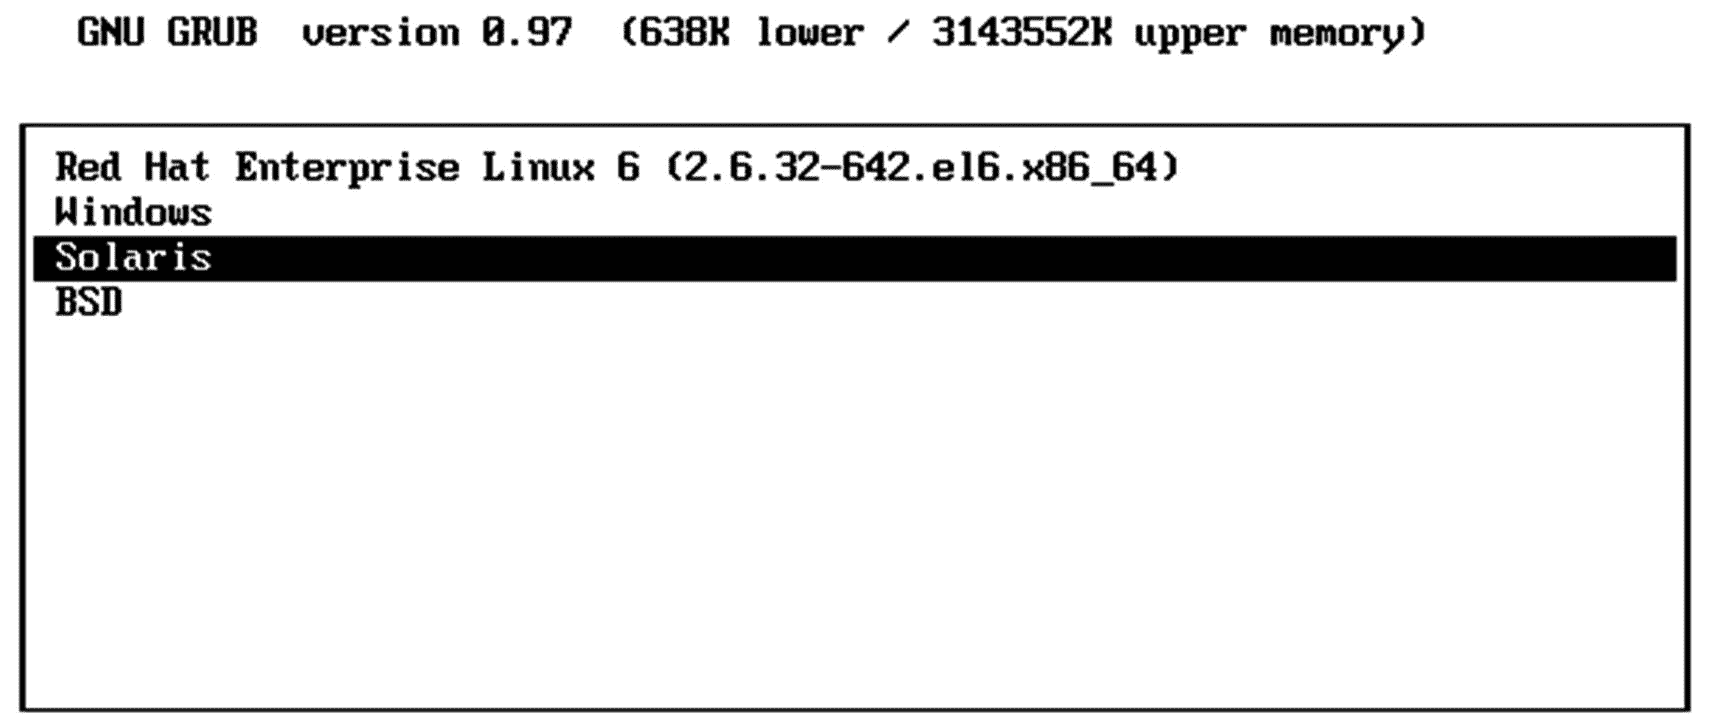 GNU GRUB  version 0.97  (638K lower / 3143552K upper memory)
Red Hat Enterprise Linux 6 (2.6.32-642.el6.x86_64)
Windows
Solaris
BSD